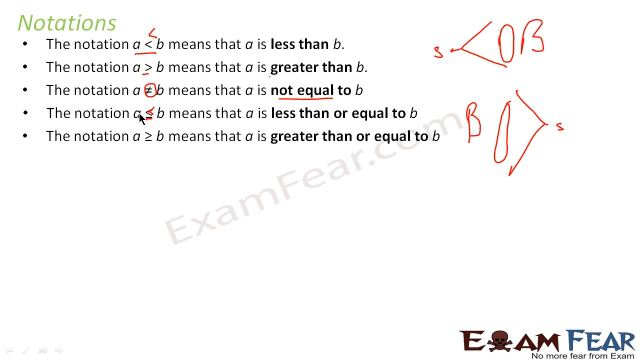 Notations
• The notation a < b means that a is less than b.
• The notation a > b means that a is greater than b.
• The notation a ≠ b means that a is not equal to b
• The notation a ≤ b means that a is less than or equal to b
• The notation a ≥ b means that a is greater than or equal to b
<
s < B
B > s
ExamFear.com
EXAM FEAR
No more fear from Exam